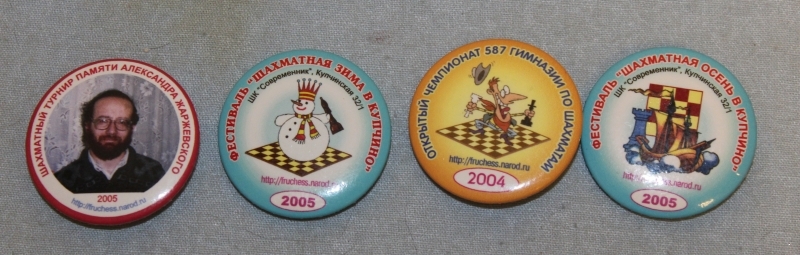 ШАХМАТНЫЙ ТУРНИР ПАМЯТИ АЛЕКСАНДРА ЖАРЖЕВСКОГО
2005
http://fruchess.narod.ru
ФЕСТИВАЛЬ "ШАХМАТНАЯ ЗИМА В КУПЧИНО"
ШК "Современник", Купчинская 32/1
http://fruchess.narod.ru
2005
ОТКРЫТЫЙ ЧЕМПИОНАТ 587 ГИМНАЗИИ ПО ШАХМАТАМ
http://fruchess.narod.ru
2004
ФЕСТИВАЛЬ "ШАХМАТНАЯ ОСЕНЬ В КУПЧИНО"
ШК "Современник", Купчинская 32/1
http://fruchess.narod.ru
2005